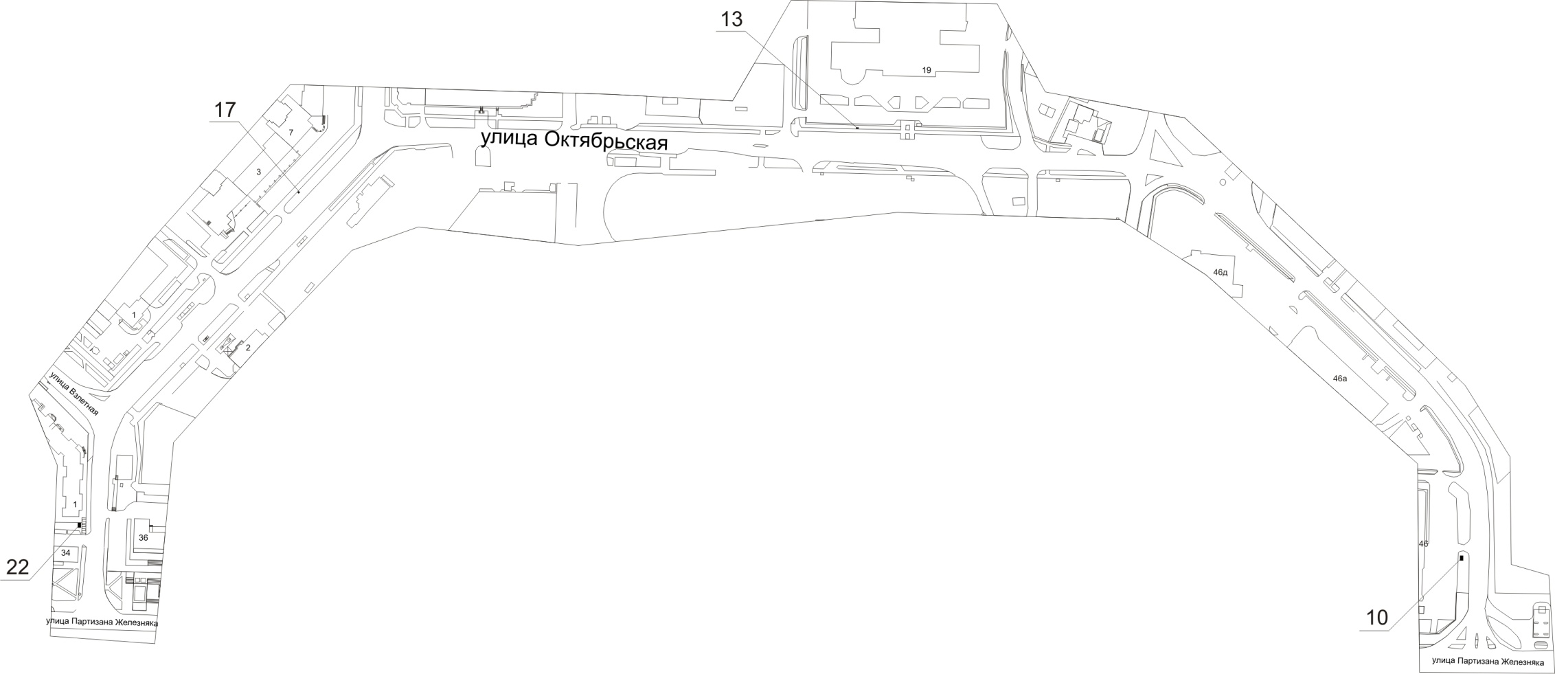 13
19
17
7
улица Октябрьская
3
46д
1
2
46а
улица Взлетная
1
36
46
34
22
10
улица Партизана Железняка
улица Партизана Железняка